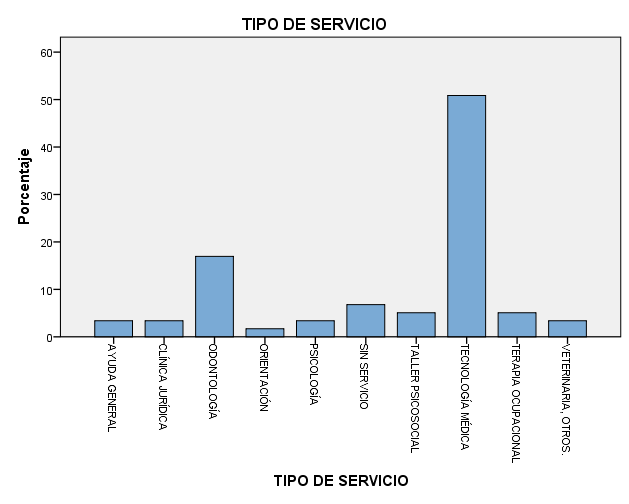 TIPO DE SERVICIO
60
50
40
30
20
10
0
Porcentaje
AYUDA GENERAL
CLÍNICA JURÍDICA
ODONTOLOGÍA
ORIENTACIÓN
PSICOLOGÍA
SIN SERVICIO
TALLER PSICOSOCIAL
TECNOLOGÍA MÉDICA
TERAPIA OCUPACIONAL
VETERINARIA, OTROS.
TIPO DE SERVICIO